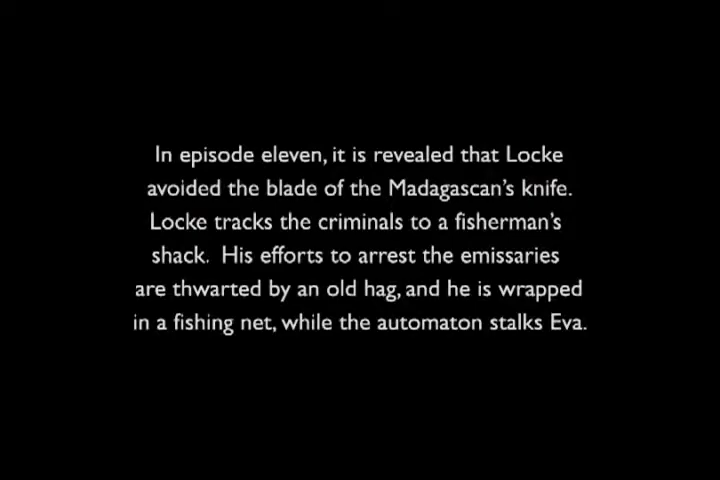 In episode eleven, it is revealed that Locke
avoided the blade of the Madagascan's knife.
Locke tracks the criminals to a fisherman's
shack.  His efforts to arrest the emissaries
are thwarted by an old hag, and he is wrapped
in a fishing net, while the automaton stalks Eva.